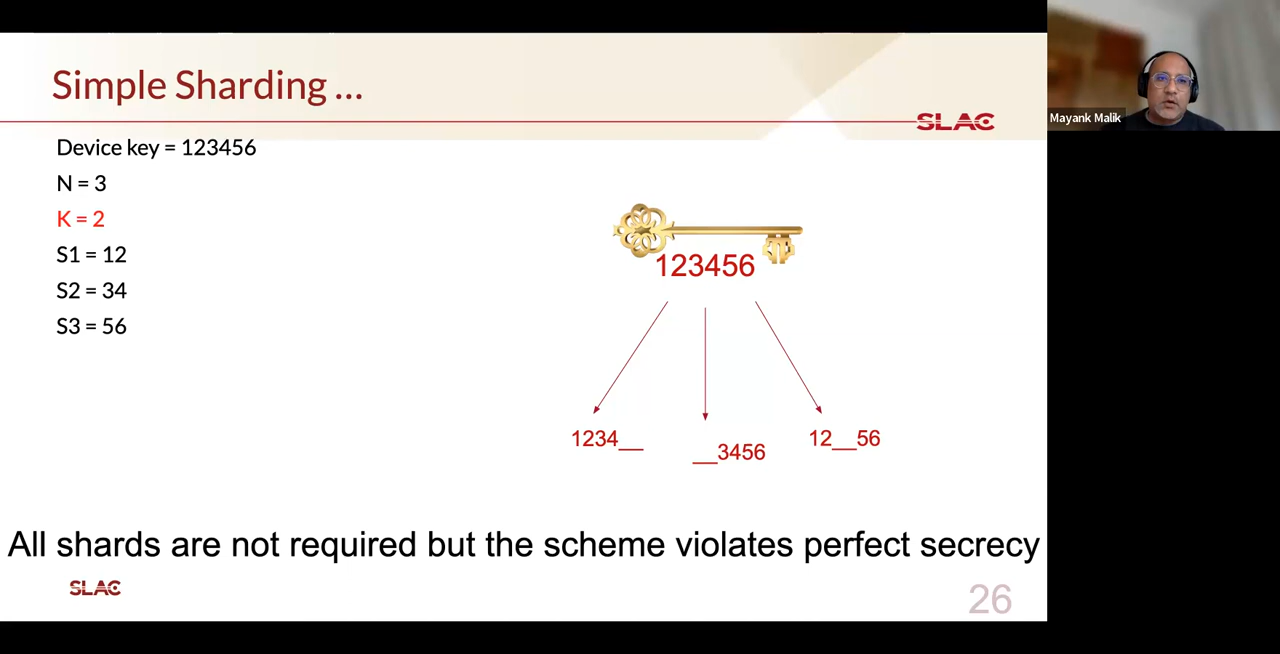 Simple Sharding ...
SLAC
Mayank Malik
Device key = 123456
N = 3
K = 2
S1 = 12
S2 = 34
S3 = 56
123456
1234__
__3456
12__56
All shards are not required but the scheme violates perfect secrecy
SLAC
26